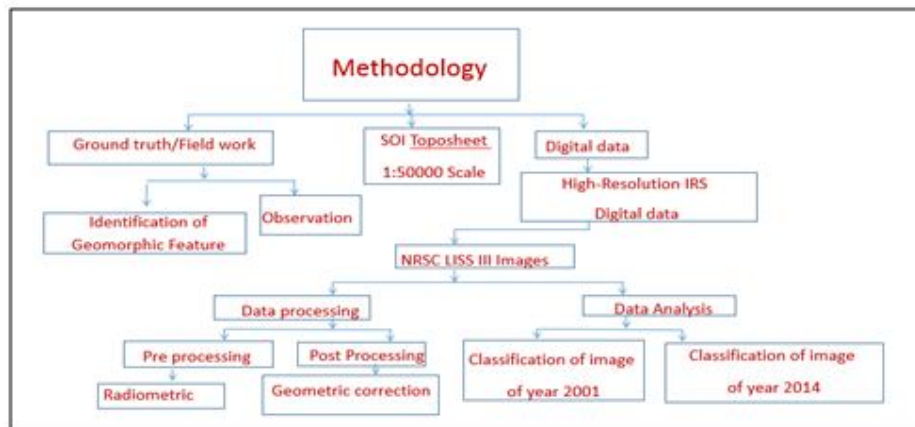 Methodology
Ground truth/Field work
SOI Toposheet
1:50000 Scale
Digital data
High-Resolution IRS
Digital data
Identification of
Geomorphic Feature
Observation
NRSC LISS III Images
Data processing
Data Analysis
Pre processing
Post Processing
Classification of image
of year 2001
Classification of image
of year 2014
Radiometric
Geometric correction